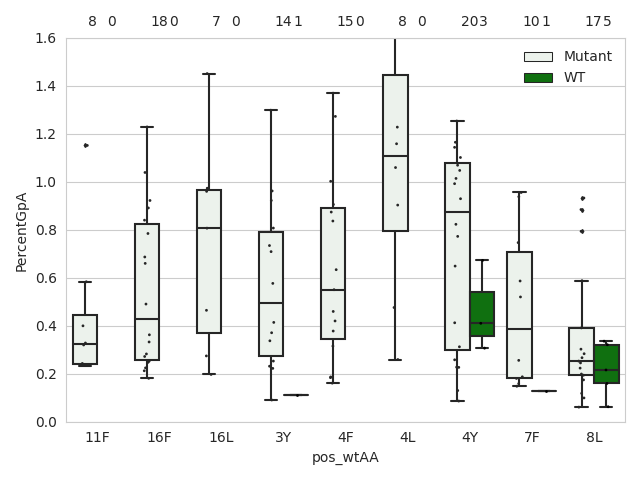 8 0 18 0 7 0 14 1 15 0 8 0 20 3 10 1 17 5
1.6
Mutant
WT
1.4
1.2
1.0
0.8
0.6
0.4
0.2
0.0
PercentGpA
11F 16F 16L 3Y 4F 4L 4Y 7F 8L
pos_wtAA